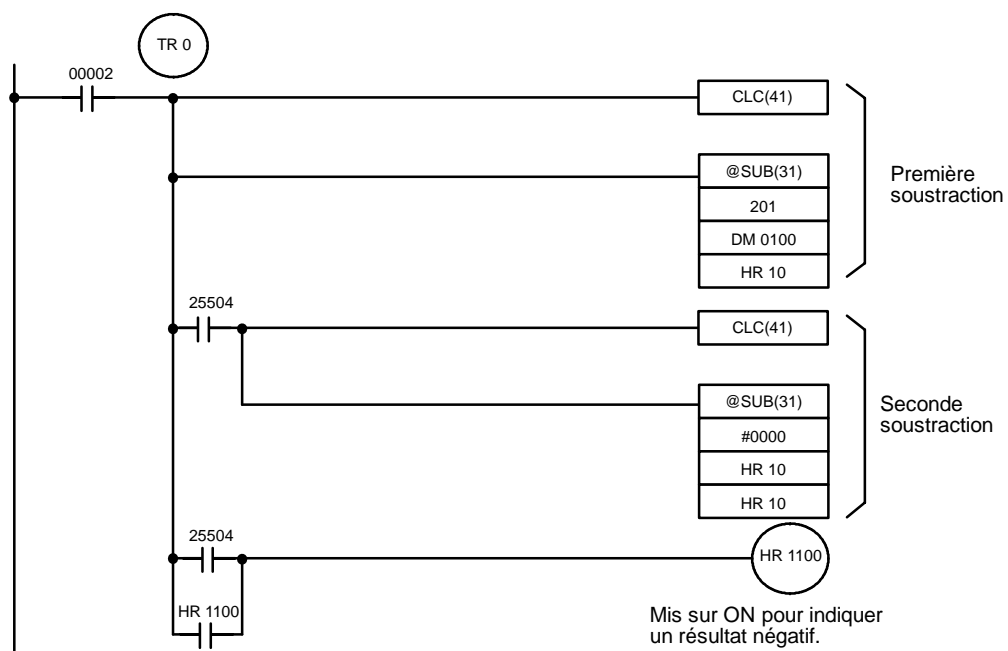 TR 0
00002
CLC(41)
@SUB(31)
201
DM 0100
HR 10
Première
soustraction
25504
CLC(41)
@SUB(31)
#0000
HR 10
HR 10
Seconde
soustraction
25504
HR 1100
HR 1100
Mis sur ON pour indiquer
un résultat négatif.